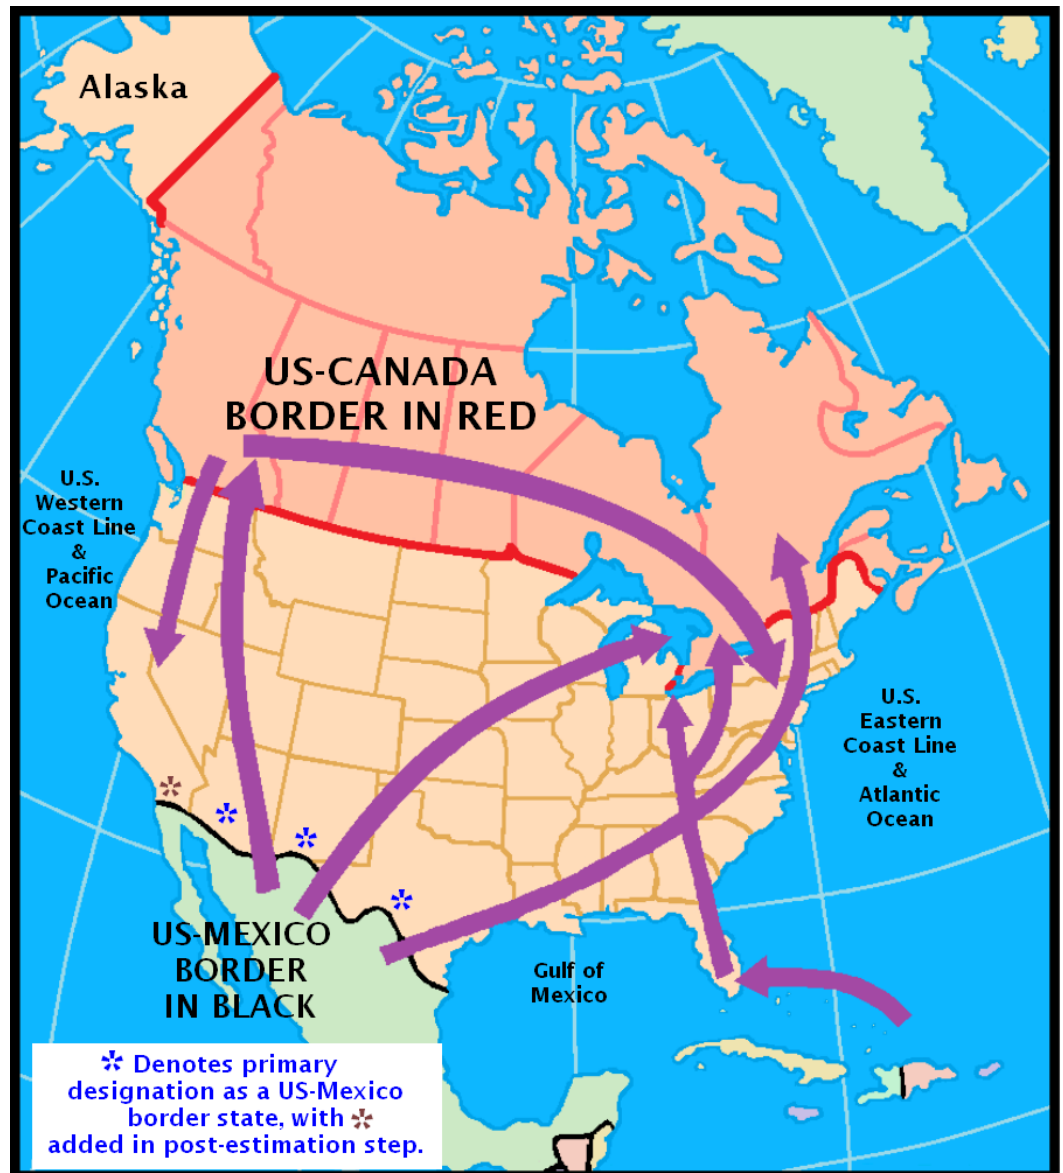 Alaska
US-CANADA
BORDER IN RED
U.S.
Western
Coast Line
&
Pacific
Ocean
U.S.
Eastern
Coast Line
&
Atlantic
Ocean
*
*
*
*
US-MEXICO
BORDER
IN BLACK
Gulf of
Mexico
* Denotes primary
designation as a US-Mexico
border state, with *
added in post-estimation step.